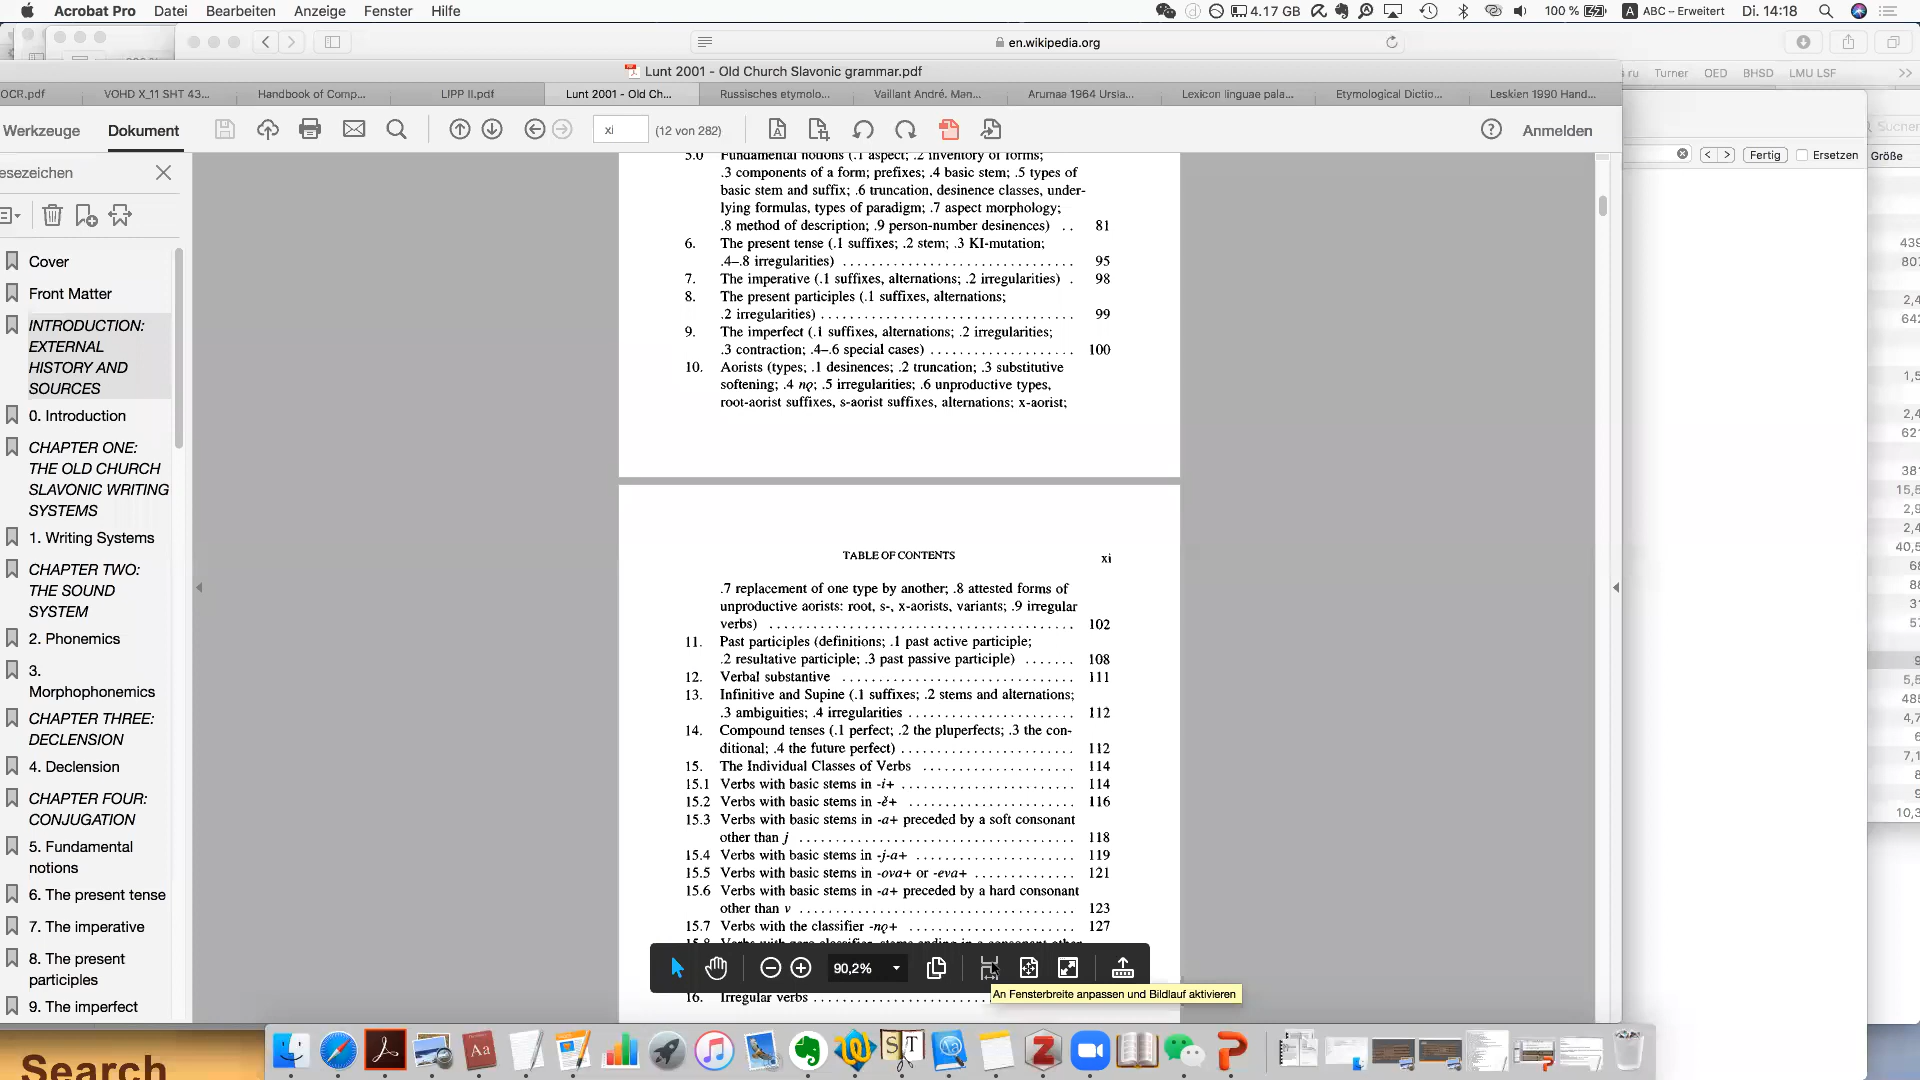 Acrobat Pro Datei Bearbeiten Anzeige Fenster Hilfe 4.17 GB 100 % ABC – Erweitert Di. 14:18
en.wikipedia.org
Lunt 2001 - Old Church Slavonic grammar.pdf
ru Turner OED BHSD LMU LSF
OCR.pdf VOHD X_11 SHT 43... Handbook of Comp... LIPP II.pdf Lunt 2001 - Old Ch... Russisches etymolo... Vaillant André. Man... Arumaa 1964 Ursla... Lexicon linguae pala... Etymological Dictio... Leskien 1990 Hand...
Werkzeuge Dokument xi (12 von 282) Anmelden
Suchen
Fertig Ersetzen Größe
esezeichen
Cover
Front Matter
INTRODUCTION:
EXTERNAL
HISTORY AND
SOURCES
0. Introduction
CHAPTER ONE:
THE OLD CHURCH
SLAVONIC WRITING
SYSTEMS
1. Writing Systems
CHAPTER TWO:
THE SOUND
SYSTEM
2. Phonemics
3.
Morphophonemics
CHAPTER THREE:
DECLENSION
4. Declension
CHAPTER FOUR:
CONJUGATION
5. Fundamental
notions
6. The present tense
7. The imperative
8. The present
participles
9. The imperfect
5.0 Fundamental notions (.1 aspect; .2 inventory of forms;
.3 components of a form; prefixes; .4 basic stem; .5 types of
basic stem and suffix; .6 truncation, desinence classes, under-
lying formulas, types of paradigm; .7 aspect morphology;
.8 method of description; .9 person-number desinences) .. 81
6. The present tense (.1 suffixes; .2 stem; .3 KI-mutation;
.4–.8 irregularities) .................................. 95
7. The imperative (.1 suffixes, alternations; .2 irregularities) . 98
8. The present participles (.1 suffixes, alternations;
.2 irregularities) .................................... 99
9. The imperfect (.1 suffixes, alternations; .2 irregularities;
.3 contraction; .4–.6 special cases) ..................... 100
10. Aorists (types; .1 desinences; .2 truncation; .3 substitutive
softening; .4 nǫ; .5 irregularities; .6 unproductive types,
root-aorist suffixes, s-aorist suffixes, alternations; x-aorist;
TABLE OF CONTENTS xi
.7 replacement of one type by another; .8 attested forms of
unproductive aorists: root, s-, x-aorists, variants; .9 irregular
verbs) ............................................. 102
11. Past participles (definitions; .1 past active participle;
.2 resultative participle; .3 past passive participle) ....... 108
12. Verbal substantive .................................. 111
13. Infinitive and Supine (.1 suffixes; .2 stems and alternations;
.3 ambiguities; .4 irregularities ........................ 112
14. Compound tenses (.1 perfect; .2 the pluperfects; .3 the con-
ditional; .4 the future perfect) ......................... 112
15. The Individual Classes of Verbs ...................... 114
15.1 Verbs with basic stems in -i+ ......................... 114
15.2 Verbs with basic stems in -ě+ ........................ 116
15.3 Verbs with basic stems in -a+ preceded by a soft consonant
other than j ........................................ 118
15.4 Verbs with basic stems in -j-a+ ....................... 119
15.5 Verbs with basic stems in -ova+ or -eva+ .............. 121
15.6 Verbs with basic stems in -a+ preceded by a hard consonant
other than v ........................................ 123
15.7 Verbs with the classifier -nǫ+ ........................ 127
90,2%
An Fensterbreite anpassen und Bildlauf aktivieren
16. Irregular verbs
Search